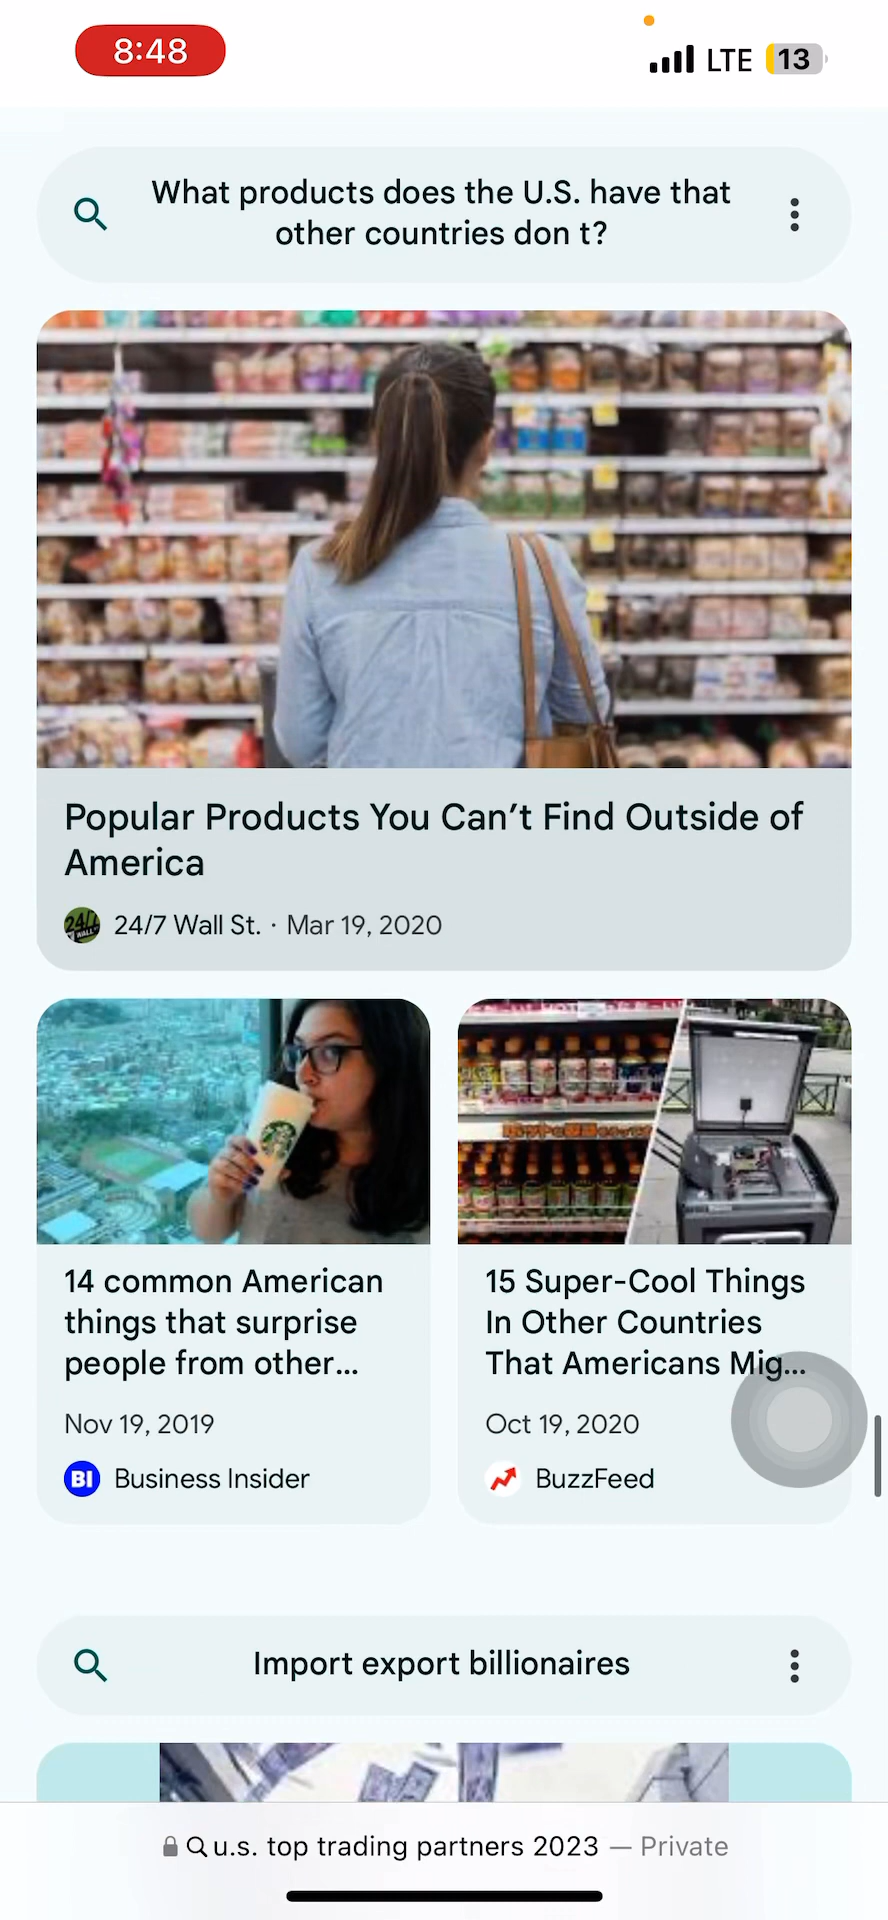 8:48
LTE 13
What products does the U.S. have that
other countries don t?
Popular Products You Can't Find Outside of
America
24/7 Wall St. · Mar 19, 2020
14 common American
things that surprise
people from other...
Nov 19, 2019
BI Business Insider
15 Super-Cool Things
In Other Countries
That Americans Mig...
Oct 19, 2020
BuzzFeed
Import export billionaires
u.s. top trading partners 2023 — Private